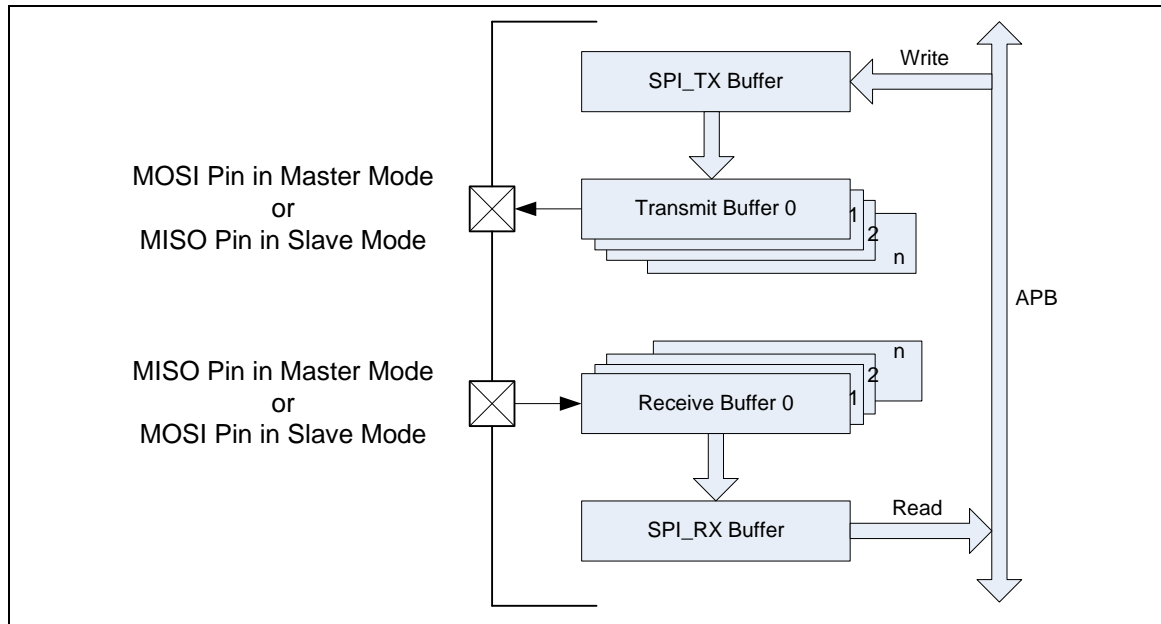 Write
SPI_TX Buffer
MOSI Pin in Master Mode
or
MISO Pin in Slave Mode
Transmit Buffer 0
1
2
n
APB
MISO Pin in Master Mode
or
MOSI Pin in Slave Mode
n
2
1
Receive Buffer 0
SPI_RX Buffer
Read